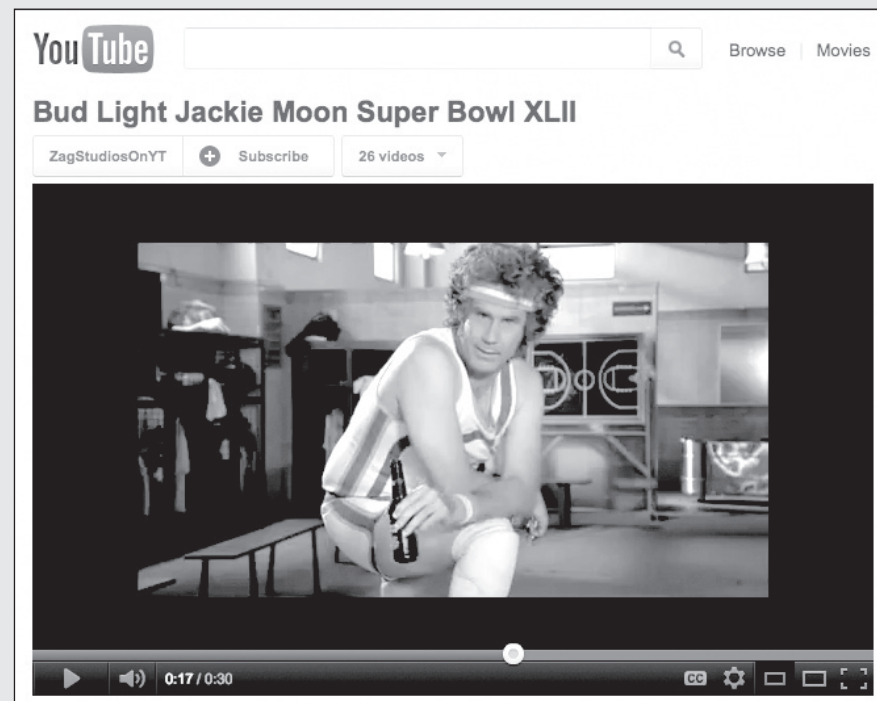 YouTube
Browse Movies
Bud Light Jackie Moon Super Bowl XLII
ZagStudiosOnYT Subscribe 26 videos
0:17 / 0:30 CC